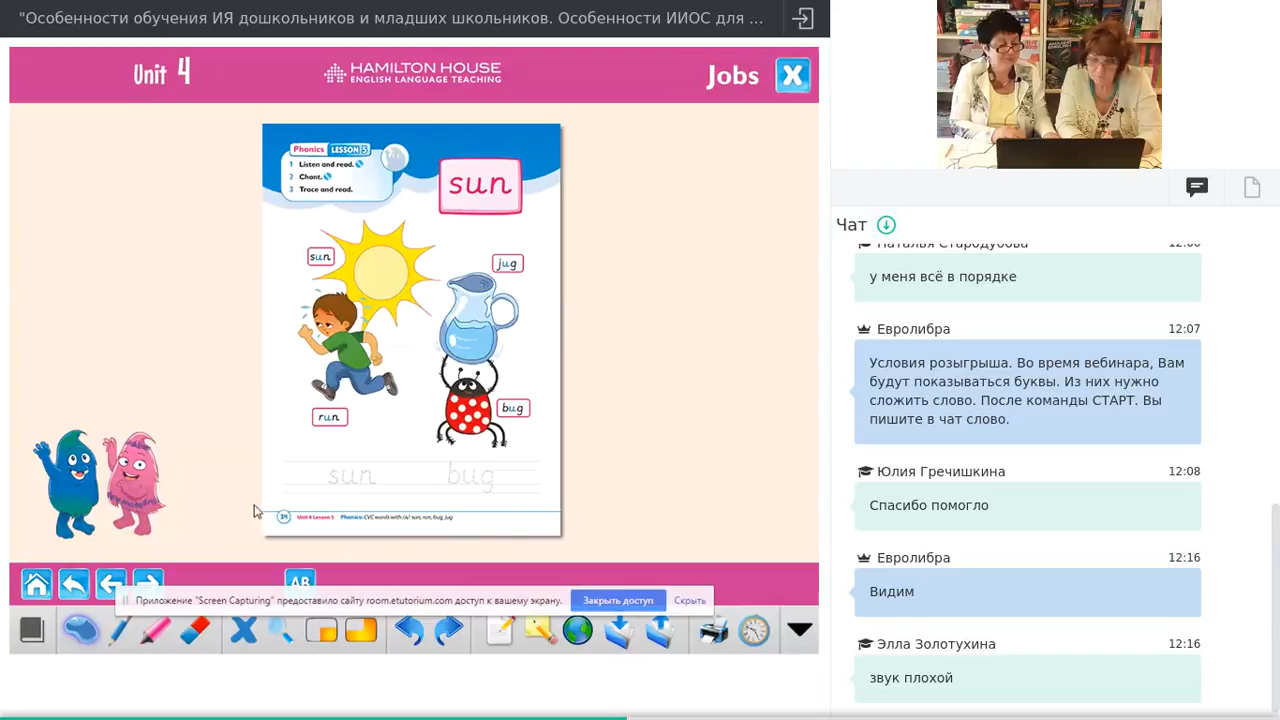 "Особенности обучения ИЯ дошкольников и младших школьников. Особенности ИИОС для ...
Unit 4
HAMILTON HOUSE
ENGLISH LANGUAGE TEACHING
Jobs
X
Phonics LESSON 5
1 Listen and read.
2 Chant.
3 Trace and read.
sun
sun
jug
run
bug
sun bug
34 Unit 4 Lesson 5 Phonics: CVC words with /ʌ/: sun, run, bug, jug
AB
Приложение "Screen Capturing" предоставило сайту room.etutorium.com доступ к вашему экрану.
Закрыть доступ
Скрыть
Чат
Наталья Стародубова 12:06
у меня всё в порядке
Евролибра 12:07
Условия розыгрыша. Во время вебинара, Вам
будут показываться буквы. Из них нужно
сложить слово. После команды СТАРТ. Вы
пишите в чат слово.
Юлия Гречишкина 12:08
Спасибо помогло
Евролибра 12:16
Видим
Элла Золотухина 12:16
звук плохой